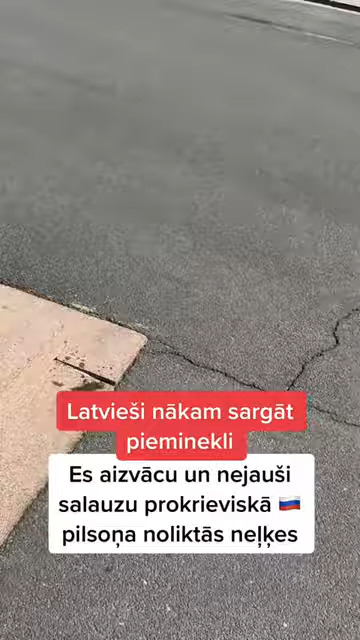 Latvieši nākam sargāt
pieminekli
Es aizvācu un nejauši
salauzu prokrieviskā 🇷🇺
pilsoņa noliktās neļķes